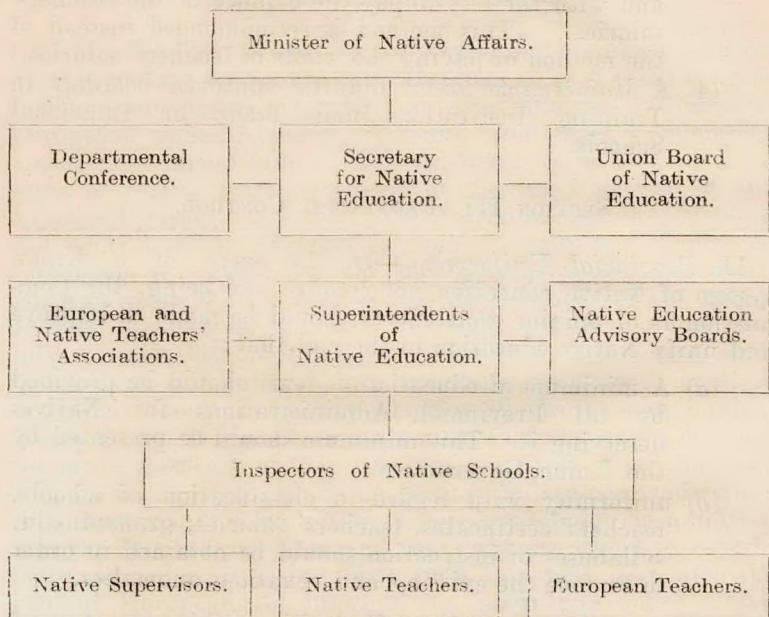 Minister of Native Affairs.
Departmental
Conference.
Secretary
for Native
Education.
Union Board
of Native
Education.
European and
Native Teachers'
Associations.
Superintendents
of
Native Education.
Native Education
Advisory Boards.
Inspectors of Native Schools.
Native Supervisors.
Native Teachers.
European Teachers.